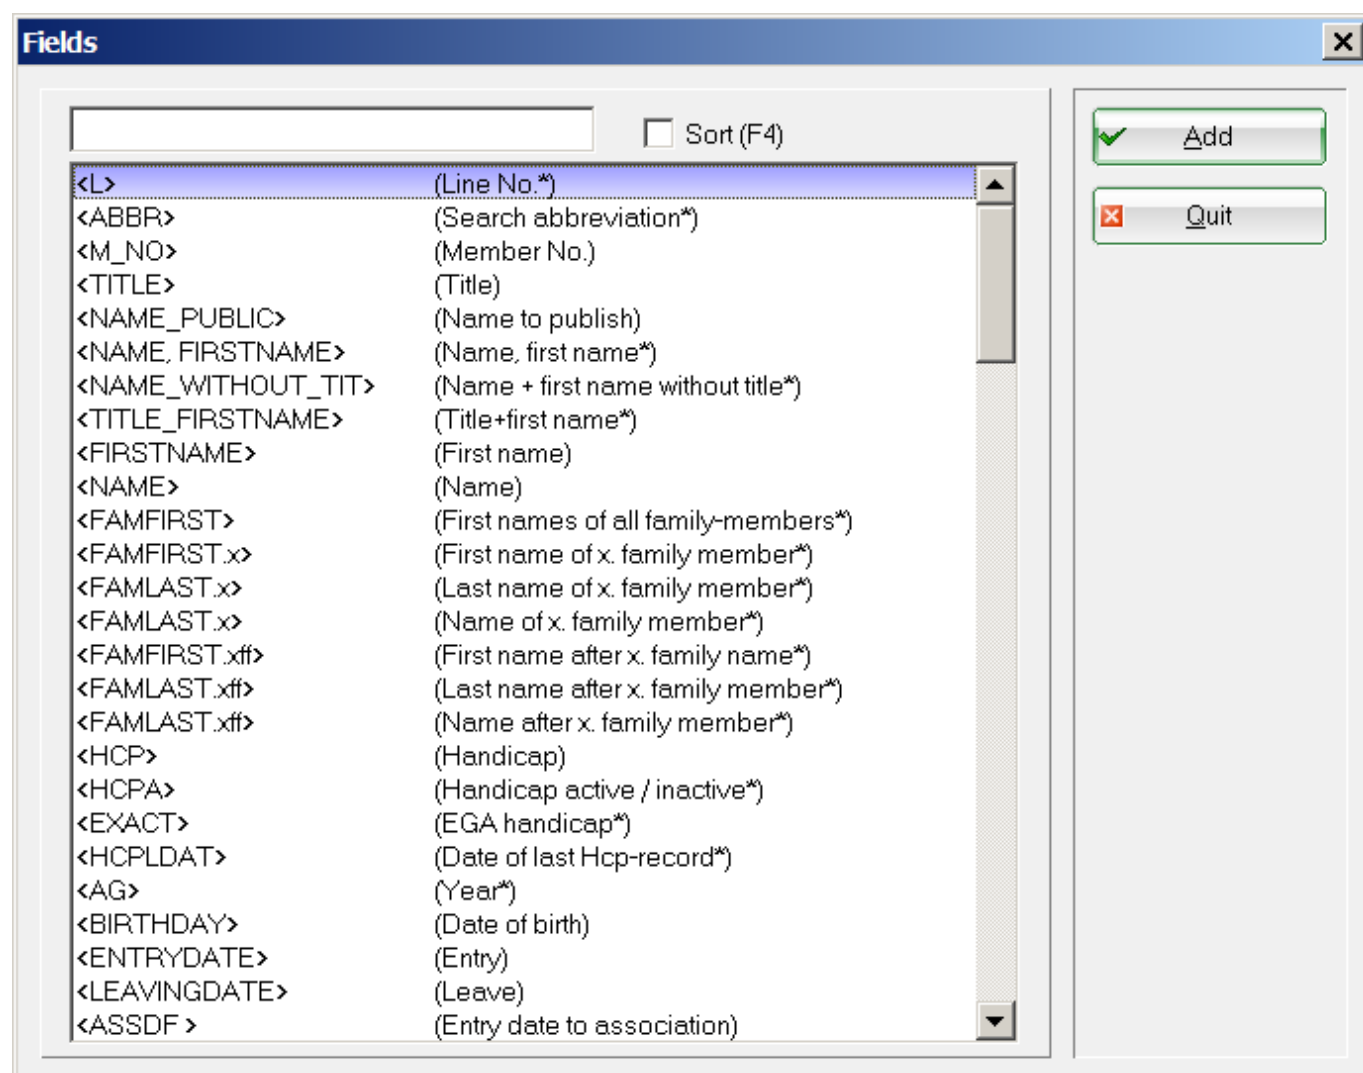 Fields
Sort (F4)
Add
Quit
<L> (Line No.*)
<ABBR> (Search abbreviation*)
<M_NO> (Member No.)
<TITLE> (Title)
<NAME_PUBLIC> (Name to publish)
<NAME, FIRSTNAME> (Name, first name*)
<NAME_WITHOUT_TIT> (Name + first name without title*)
<TITLE_FIRSTNAME> (Title+first name*)
<FIRSTNAME> (First name)
<NAME> (Name)
<FAMFIRST> (First names of all family-members*)
<FAMFIRST.x> (First name of x. family member*)
<FAMLAST.x> (Last name of x. family member*)
<FAMLAST.x> (Name of x. family member*)
<FAMFIRST.xff> (First name after x. family name*)
<FAMLAST.xff> (Last name after x. family member*)
<FAMLAST.xff> (Name after x. family member*)
<HCP> (Handicap)
<HCPA> (Handicap active / inactive*)
<EXACT> (EGA handicap*)
<HCPLDAT> (Date of last Hcp-record*)
<AG> (Year*)
<BIRTHDAY> (Date of birth)
<ENTRYDATE> (Entry)
<LEAVINGDATE> (Leave)
<ASSDF > (Entry date to association)